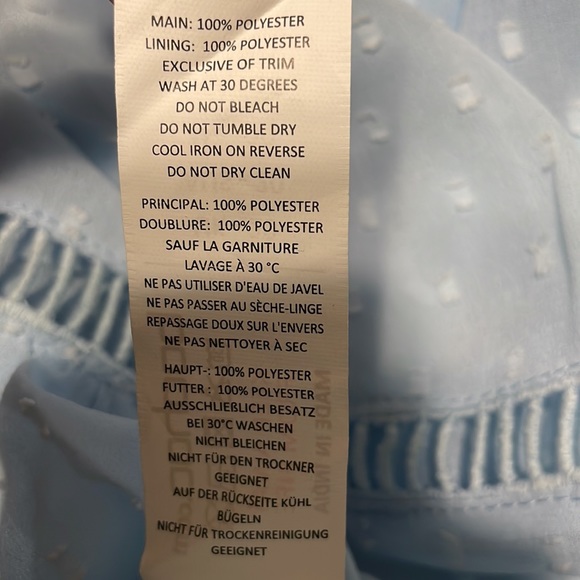 MAIN: 100% POLYESTER
LINING: 100% POLYESTER
EXCLUSIVE OF TRIM
WASH AT 30 DEGREES
DO NOT BLEACH
DO NOT TUMBLE DRY
COOL IRON ON REVERSE
DO NOT DRY CLEAN
PRINCIPAL: 100% POLYESTER
DOUBLURE: 100% POLYESTER
SAUF LA GARNITURE
LAVAGE À 30 °C
NE PAS UTILISER D'EAU DE JAVEL
NE PAS PASSER AU SÈCHE-LINGE
REPASSAGE DOUX SUR L'ENVERS
NE PAS NETTOYER À SEC
HAUPT-: 100% POLYESTER
FUTTER : 100% POLYESTER
AUSSCHLIEßLICH BESATZ
BEI 30°C WASCHEN
NICHT BLEICHEN
NICHT FÜR DEN TROCKNER
GEEIGNET
AUF DER RÜCKSEITE KÜHL
BÜGELN
NICHT FÜR TROCKENREINIGUNG
GEEIGNET
MADE IN INDIA